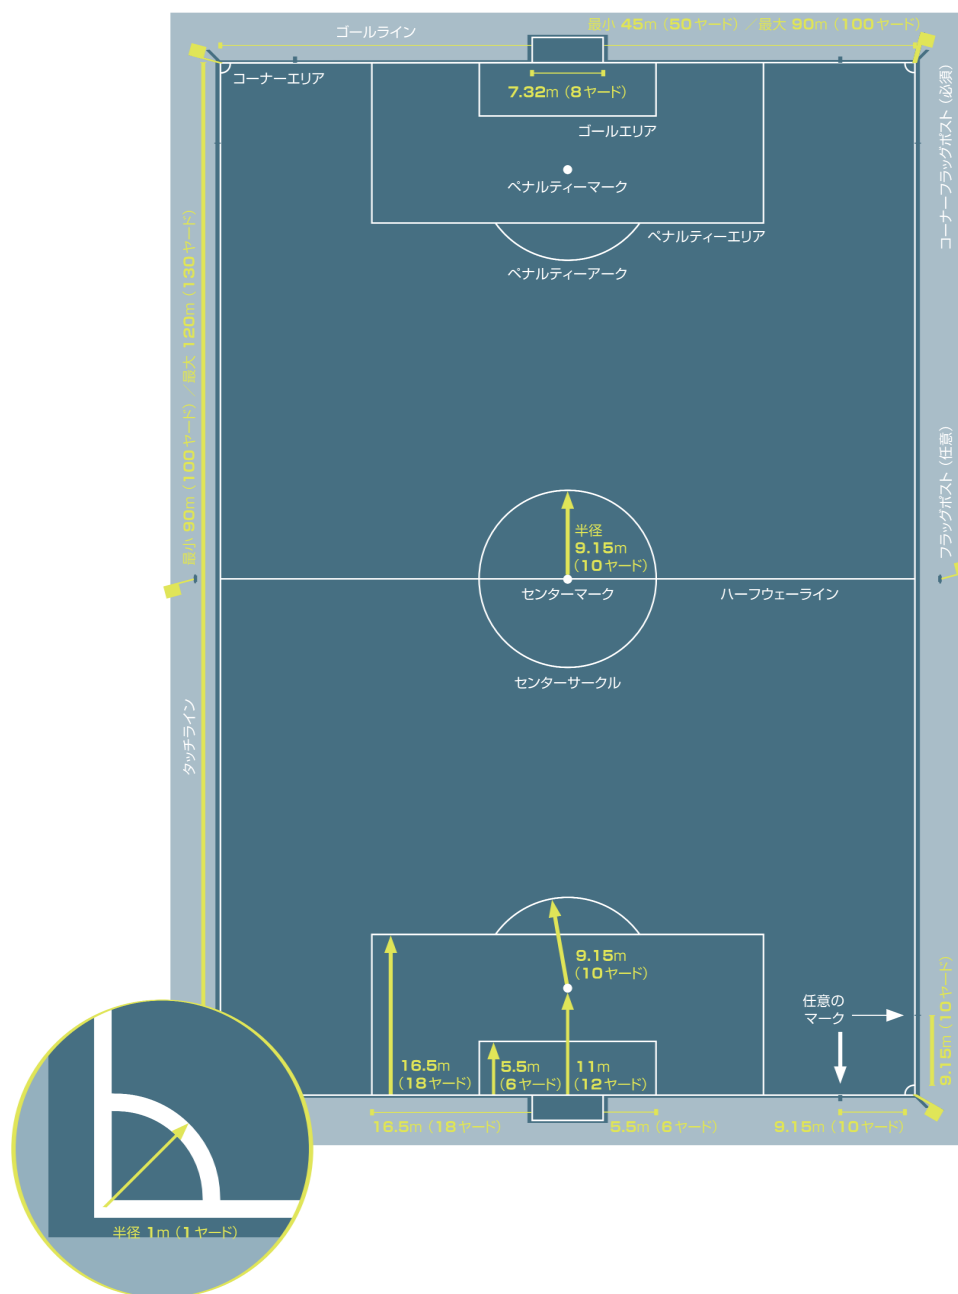 ゴールライン
最小 45m（50ヤード）／最大 90m（100ヤード）
コーナーエリア
7.32m（8ヤード）
ゴールエリア
コーナーフラッグポスト（必須）
ペナルティーマーク
ペナルティーエリア
ペナルティーアーク
最小 90m（100ヤード）／最大 120m（130ヤード）
フラッグポスト（任意）
半径
9.15m
（10ヤード）
センターマーク
ハーフウェーライン
センターサークル
タッチライン
9.15m
（10ヤード）
任意の
マーク
9.15m（10ヤード）
16.5m
（18ヤード）
5.5m
（6ヤード）
11m
（12ヤード）
16.5m（18ヤード）
5.5m（6ヤード）
9.15m（10ヤード）
半径 1m（1ヤード）